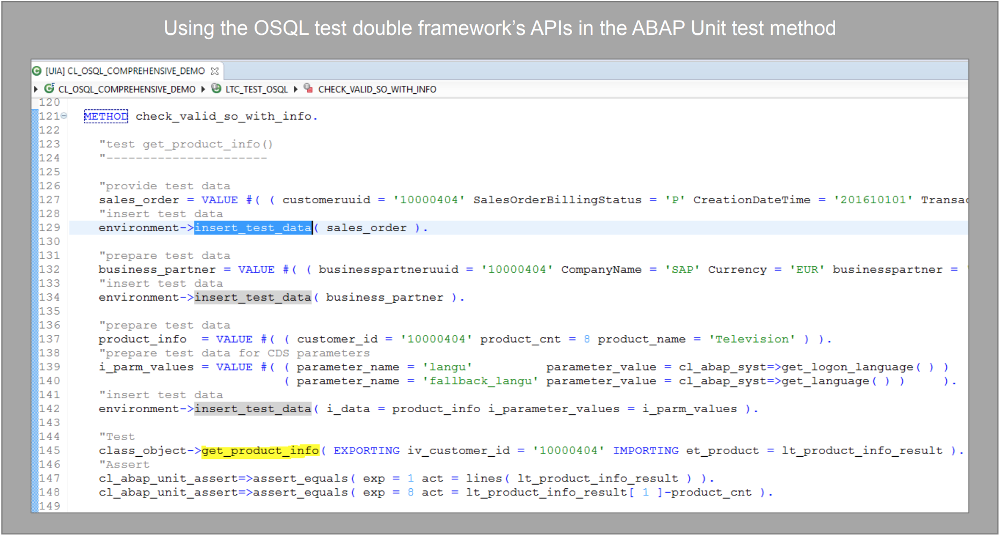 Using the OSQL test double framework’s APIs in the ABAP Unit test method
[UIA] CL_OSQL_COMPREHENSIVE_DEMO
CL_OSQL_COMPREHENSIVE_DEMO LTC_TEST_OSQL CHECK_VALID_SO_WITH_INFO
120
121 METHOD check_valid_so_with_info.
122
123 "test get_product_info()
124 "----------------------
125
126 "provide test data
127 sales_order = VALUE #( ( customeruuid = '10000404' SalesOrderBillingStatus = 'P' CreationDateTime = '201610101' Transac
128 "insert test data
129 environment->insert_test_data( sales_order ).
130
131 "prepare test data
132 business_partner = VALUE #( ( businesspartneruuid = '10000404' CompanyName = 'SAP' Currency = 'EUR' businesspartner = '
133 "insert test data
134 environment->insert_test_data( business_partner ).
135
136 "prepare test data
137 product_info = VALUE #( ( customer_id = '10000404' product_cnt = 8 product_name = 'Television' ) ).
138 "prepare test data for CDS parameters
139 i_parm_values = VALUE #( ( parameter_name = 'langu' parameter_value = cl_abap_syst=>get_logon_language( ) )
140 ( parameter_name = 'fallback_langu' parameter_value = cl_abap_syst=>get_language( ) ) ).
141 "insert test data
142 environment->insert_test_data( i_data = product_info i_parameter_values = i_parm_values ).
143
144 "Test
145 class_object->get_product_info( EXPORTING iv_customer_id = '10000404' IMPORTING et_product = lt_product_info_result ).
146 "Assert
147 cl_abap_unit_assert=>assert_equals( exp = 1 act = lines( lt_product_info_result ) ).
148 cl_abap_unit_assert=>assert_equals( exp = 8 act = lt_product_info_result[ 1 ]-product_cnt ).
149